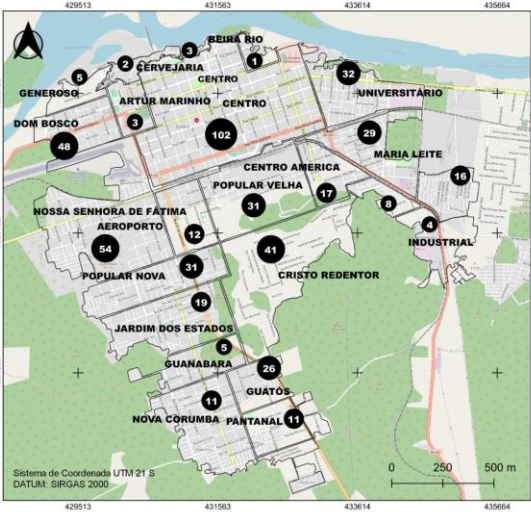 429513 431563 433614 435664
BEIRA RIO
3
2
1
CERVEJARIA
5
32
CENTRO
GENEROSO
UNIVERSITÁRIO
ARTUR MARINHO
CENTRO
DOM BOSCO
3
102
29
48
MARIA LEITE
CENTRO AMERICA
16
POPULAR VELHA
17
31
8
NOSSA SENHORA DE FÁTIMA
4
AEROPORTO
12
INDUSTRIAL
54
41
31
POPULAR NOVA
CRISTO REDENTOR
19
JARDIM DOS ESTADOS
5
GUANABARA
26
GUATOS
11
NOVA CORUMBA
PANTANAL
11
0 250 500 m
Sistema de Coordenada UTM 21 S
DATUM: SIRGAS 2000
429513 431563 433614 435664